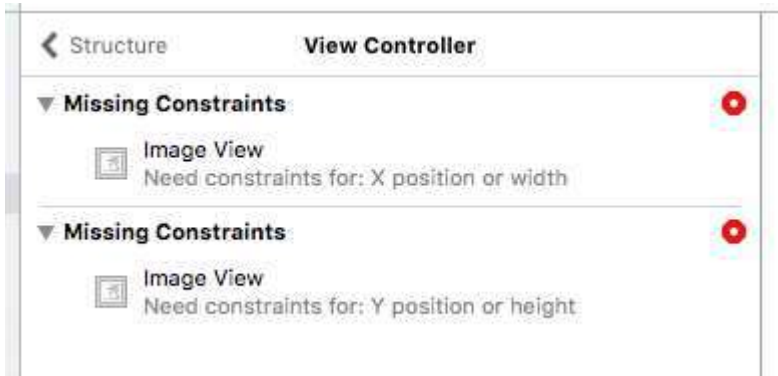 Structure View Controller
Missing Constraints
Image View
Need constraints for: X position or width
Missing Constraints
Image View
Need constraints for: Y position or height